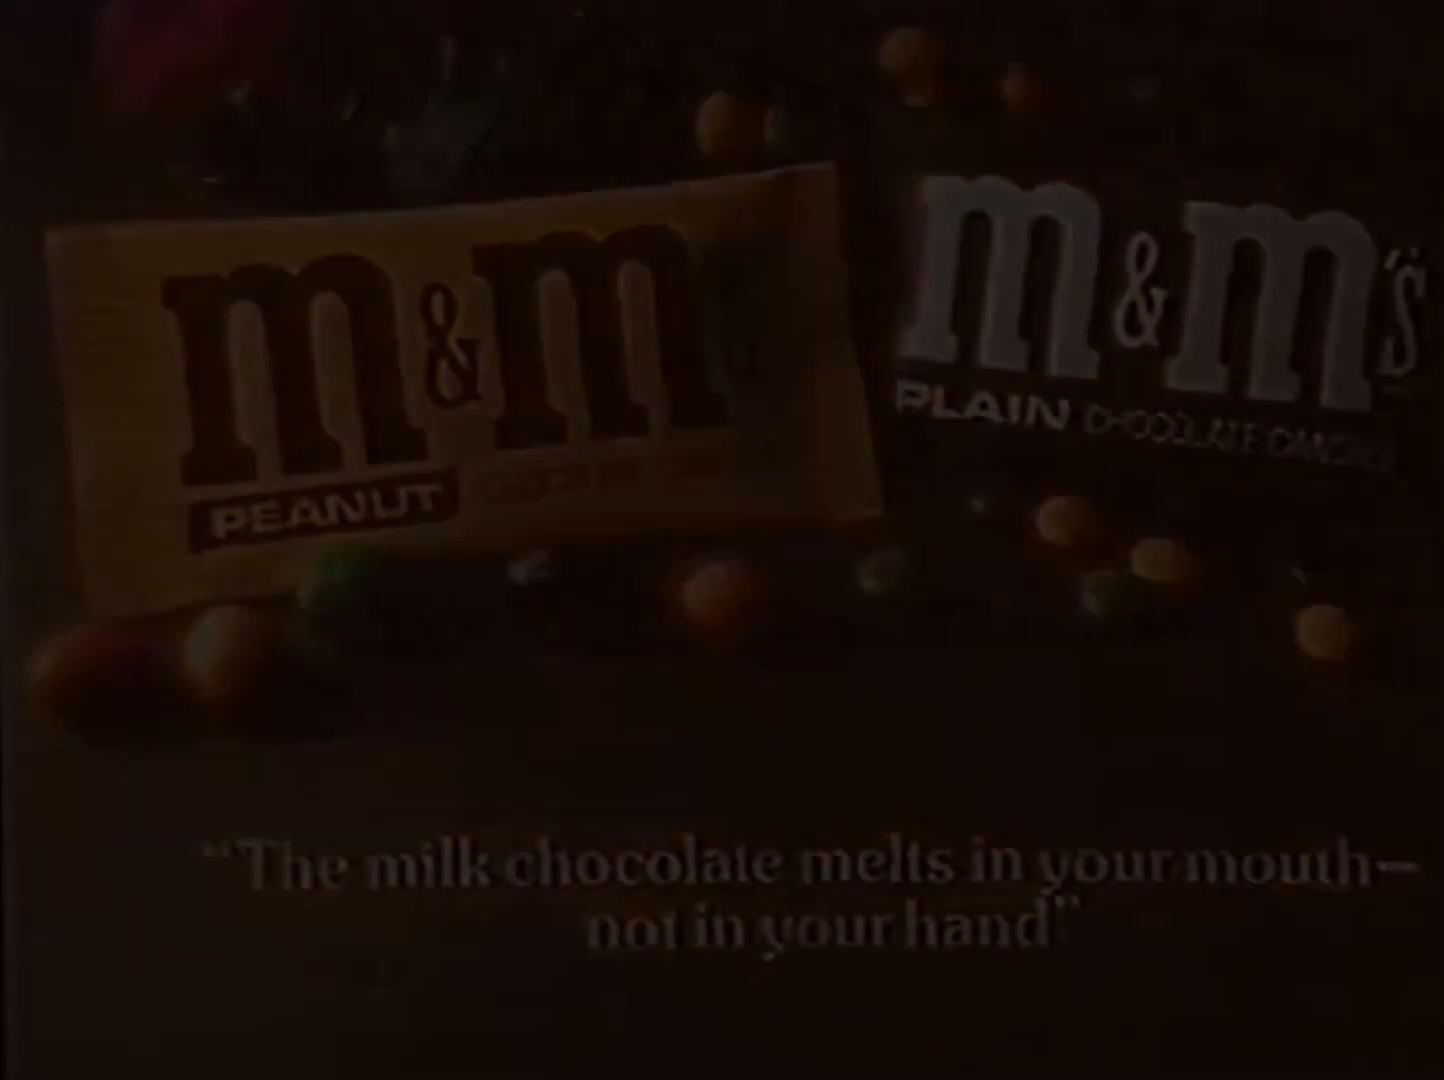 m&m
PEANUT
m&m's
PLAIN CHOCOLATE CANDIES
"The milk chocolate melts in your mouth—
not in your hand"